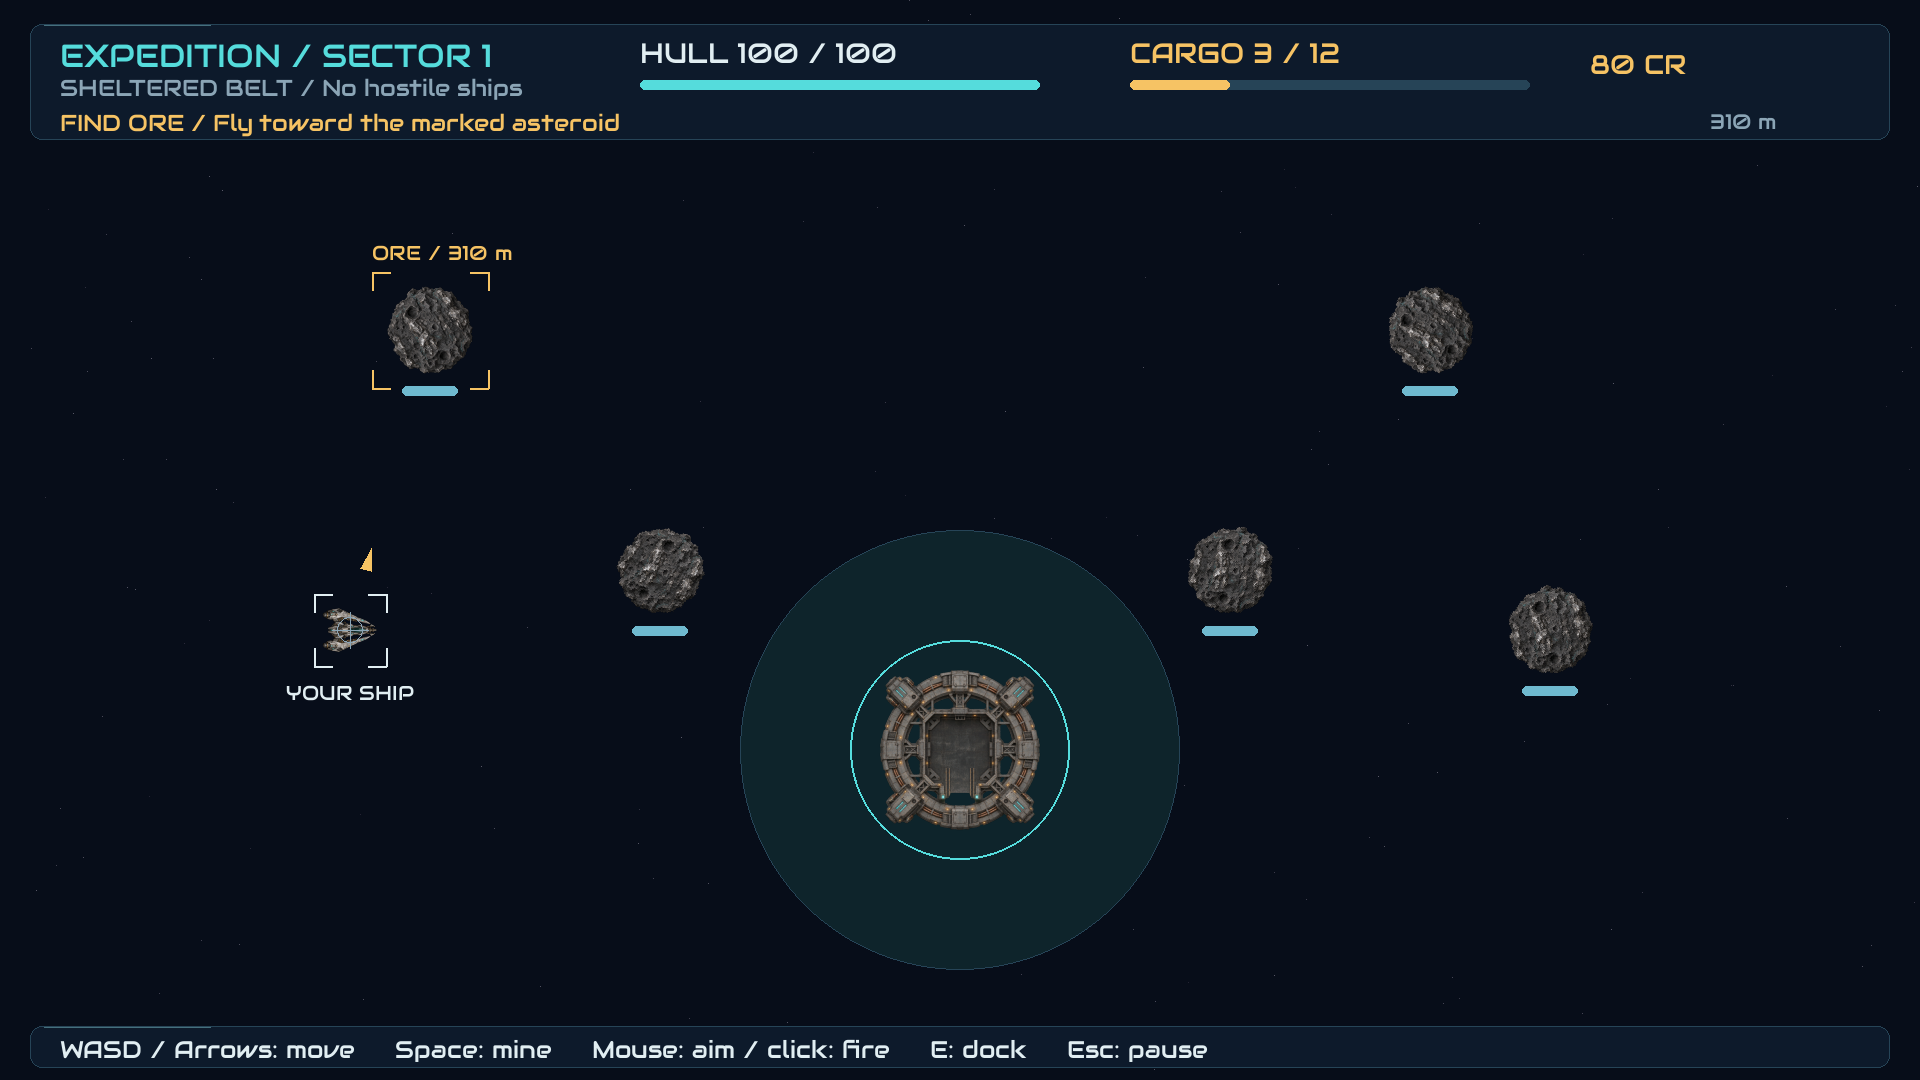 EXPEDITION / SECTOR 1
HULL 100 / 100
CARGO 3 / 12
80 CR
SHELTERED BELT / No hostile ships
FIND ORE / Fly toward the marked asteroid
310 m
ORE / 310 m
YOUR SHIP
WASD / Arrows: move Space: mine Mouse: aim / click: fire E: dock Esc: pause